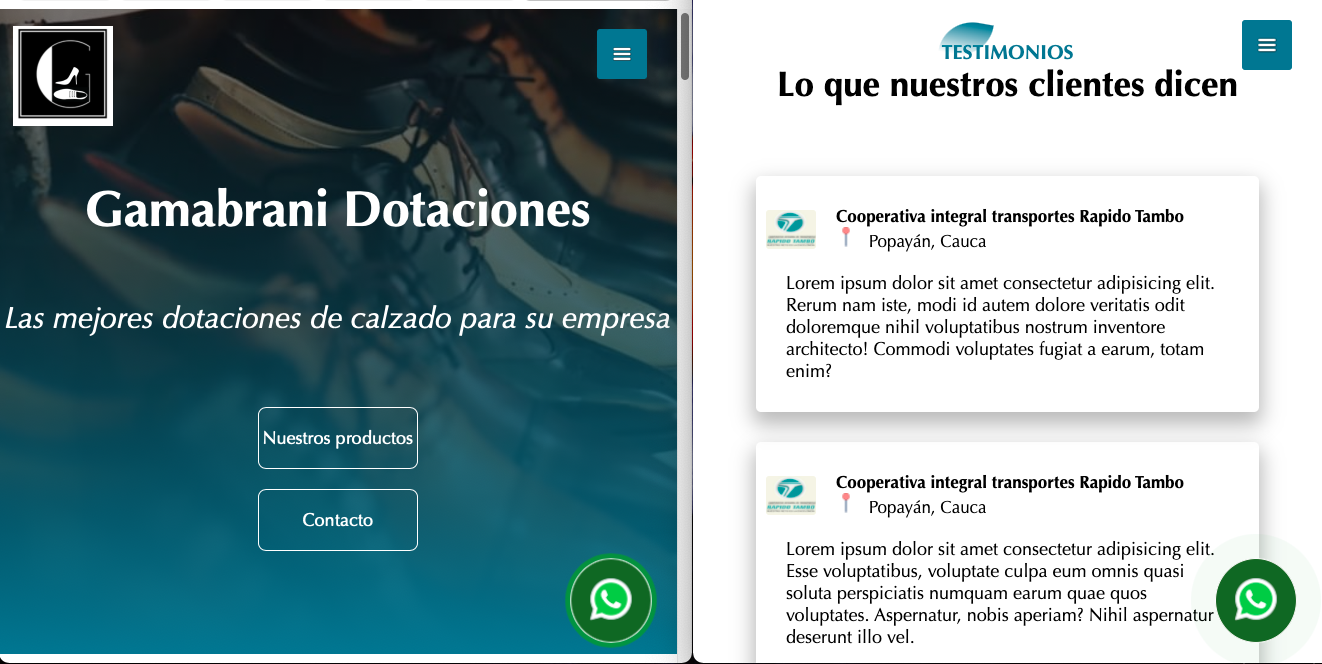 Gamabrani Dotaciones
Las mejores dotaciones de calzado para su empresa
Nuestros productos
Contacto
TESTIMONIOS
Lo que nuestros clientes dicen
Cooperativa integral transportes Rapido Tambo
Popayán, Cauca
RAPIDO TAMBO
Lorem ipsum dolor sit amet consectetur adipisicing elit.
Rerum nam iste, modi id autem dolore veritatis odit
doloremque nihil voluptatibus nostrum inventore
architecto! Commodi voluptates fugiat a earum, totam
enim?
Cooperativa integral transportes Rapido Tambo
Popayán, Cauca
RAPIDO TAMBO
Lorem ipsum dolor sit amet consectetur adipisicing elit.
Esse voluptatibus, voluptate culpa eum omnis quasi
soluta perspiciatis numquam earum quae quos
voluptates. Aspernatur, nobis aperiam? Nihil aspernatur
deserunt illo vel.